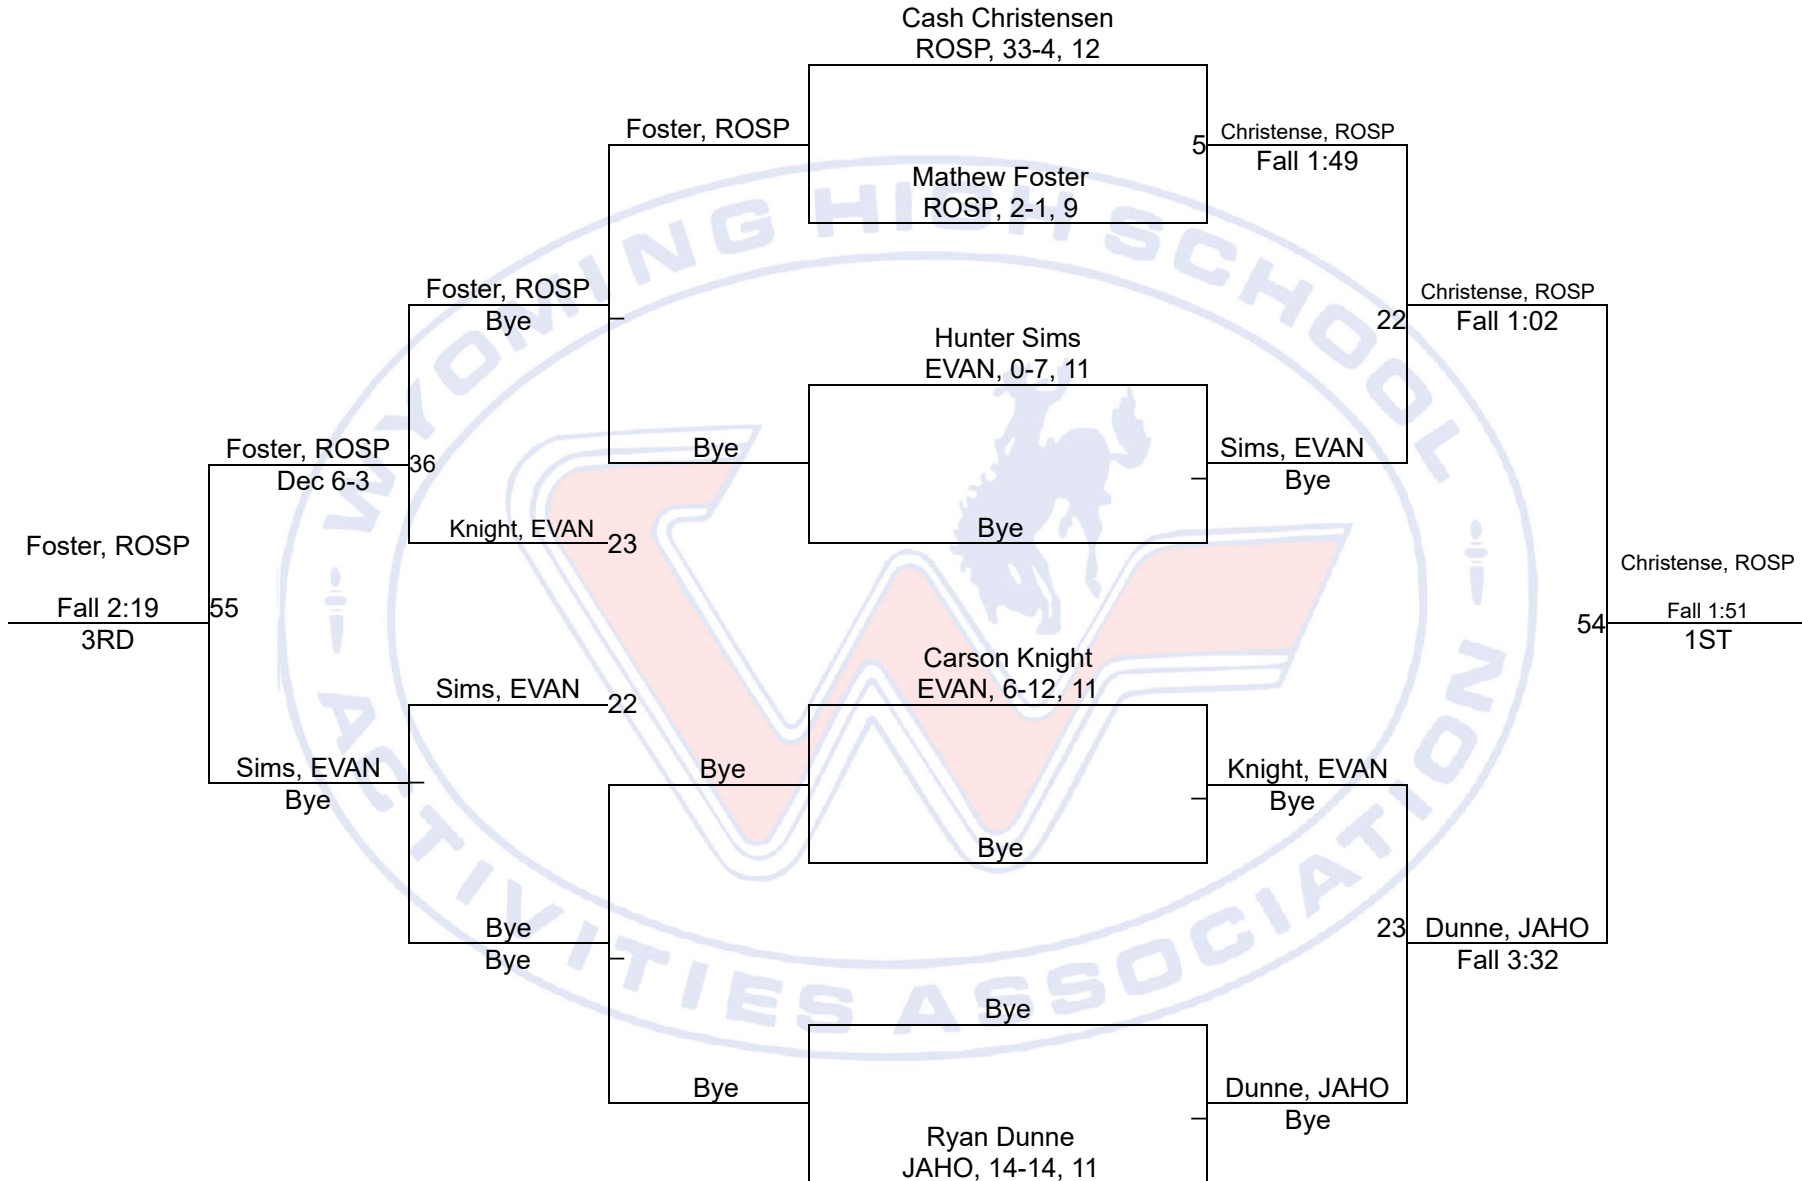 Cash Christensen
ROSP, 33-4, 12
Foster, ROSP
5
Christense, ROSP
Fall 1:49
Mathew Foster
ROSP, 2-1, 9
Foster, ROSP
Bye
22
Christense, ROSP
Fall 1:02
Hunter Sims
EVAN, 0-7, 11
Foster, ROSP
Dec 6-3
36
Bye
Sims, EVAN
Bye
Knight, EVAN
23
Bye
Foster, ROSP
Fall 2:19
3RD
55
Christense, ROSP
Fall 1:51
1ST
54
Carson Knight
EVAN, 6-12, 11
Sims, EVAN
22
Sims, EVAN
Bye
Bye
Knight, EVAN
Bye
Bye
Bye
Bye
23
Dunne, JAHO
Fall 3:32
Bye
Bye
Dunne, JAHO
Bye
Ryan Dunne
JAHO, 14-14, 11
WYOMING HIGH SCHOOL
ACTIVITIES ASSOCIATION